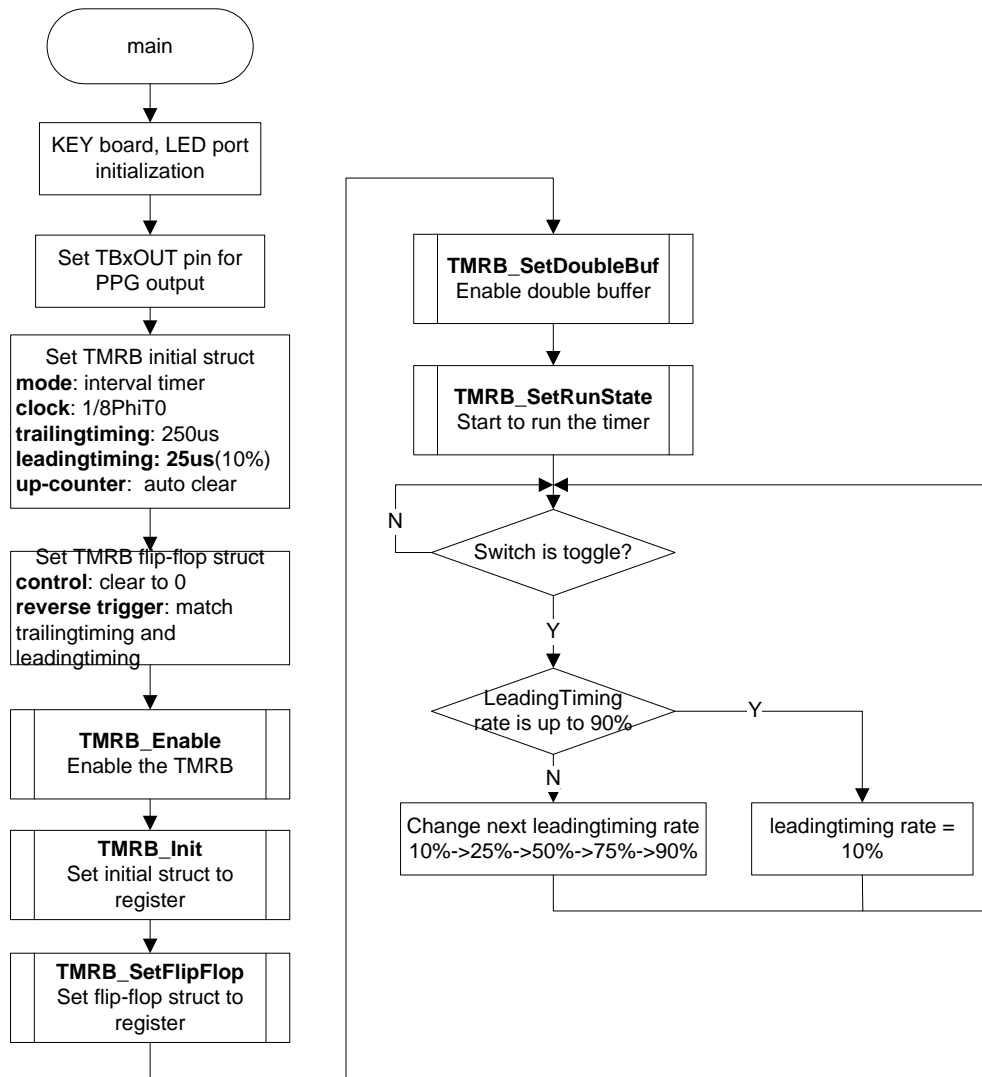 main
KEY board, LED port
initialization
Set TBxOUT pin for
PPG output
Set TMRB initial struct
mode: interval timer
clock: 1/8PhiT0
trailingtiming: 250us
leadingtiming: 25us(10%)
up-counter:  auto clear
Set TMRB flip-flop struct
control: clear to 0
reverse trigger: match
trailingtiming and
leadingtiming
TMRB_Enable
Enable the TMRB
TMRB_Init
Set initial struct to
register
TMRB_SetFlipFlop
Set flip-flop struct to
register
TMRB_SetDoubleBuf
Enable double buffer
TMRB_SetRunState
Start to run the timer
N
Switch is toggle?
Y
LeadingTiming
rate is up to 90%
Y
N
Change next leadingtiming rate
10%->25%->50%->75%->90%
leadingtiming rate =
10%